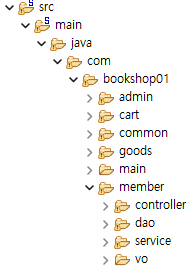 src
main
java
com
bookshop01
admin
cart
common
goods
main
member
controller
dao
service
vo